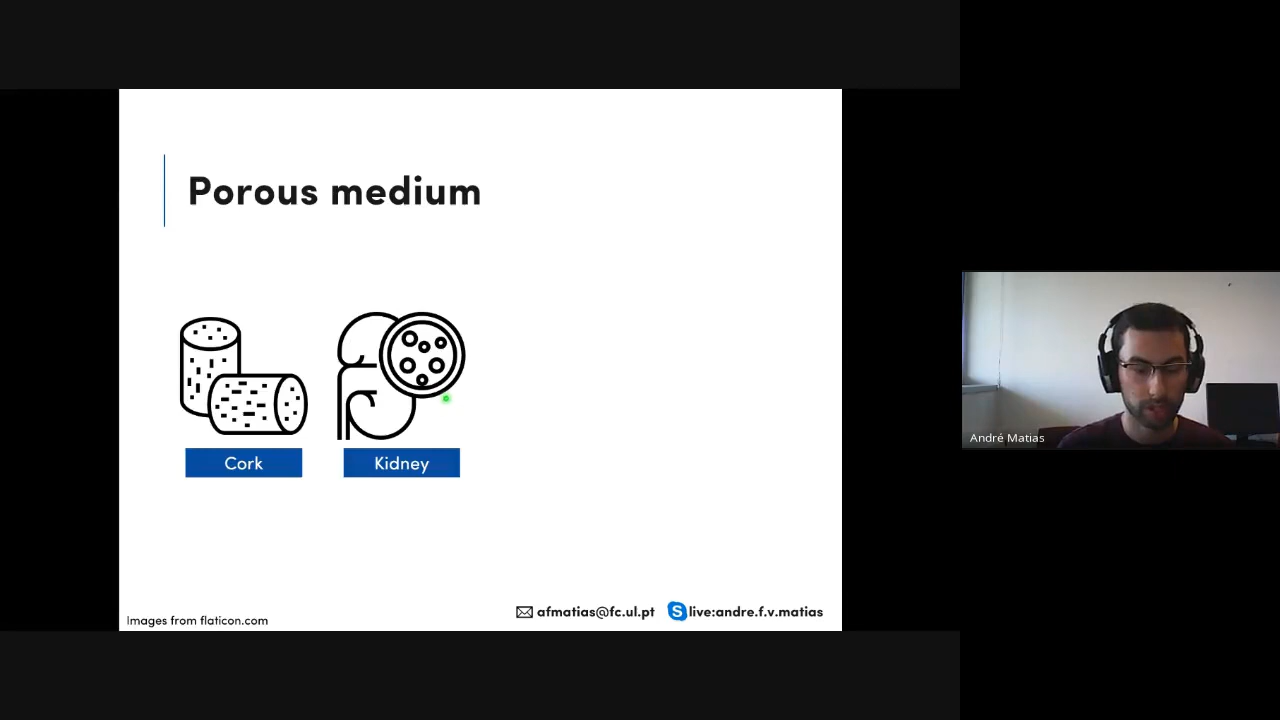 Porous medium
Cork
Kidney
André Matias
Images from flaticon.com
afmatias@fc.ul.pt
live:andre.f.v.matias